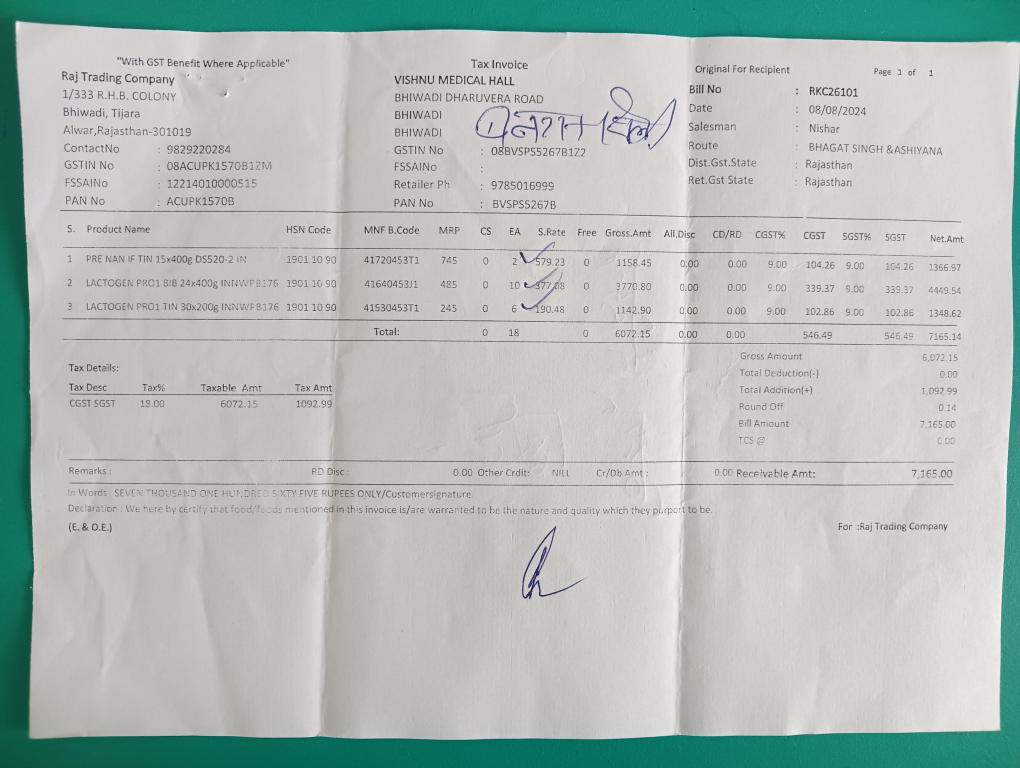 "With GST Benefit Where Applicable"
Raj Trading Company
1/333 R.H.B. COLONY
Bhiwadi, Tijara
Alwar,Rajasthan-301019
ContactNo : 9829220284
GSTIN No : 08ACUPK1570B1ZM
FSSAINo : 12214010000515
PAN No : ACUPK1570B
Tax Invoice
VISHNU MEDICAL HALL
BHIWADI DHARUVERA ROAD
BHIWADI
BHIWADI
GSTIN No : 08BVSPS5267B1Z2
FSSAINo :
Retailer Ph : 9785016999
PAN No : BVSPS5267B
Original For Recipient Page 1 of 1
Bill No : RKC26101
Date : 08/08/2024
Salesman : Nishar
Route : BHAGAT SINGH &ASHIYANA
Dist.Gst.State : Rajasthan
Ret.Gst State : Rajasthan
S. Product Name HSN Code MNF B.Code MRP CS EA S.Rate Free Gross.Amt All.Disc CD/RD CGST% CGST SGST% SGST Net.Amt
1 PRE NAN IF TIN 15x400g DS520-2 IN 1901 10 90 41720453T1 745 0 2 579.23 0 1158.45 0.00 0.00 9.00 104.26 9.00 104.26 1366.97
2 LACTOGEN PRO1 BIB 24x400g INNWPB176 1901 10 90 41640453J1 485 0 10 377.08 0 3770.80 0.00 0.00 9.00 339.37 9.00 339.37 4449.54
3 LACTOGEN PRO1 TIN 30x200g INNWPB176 1901 10 90 41530453T1 245 0 6 190.48 0 1142.90 0.00 0.00 9.00 102.86 9.00 102.86 1348.62
Total: 0 18 0 6072.15 0.00 0.00 546.49 546.49 7165.14
Tax Details:
Tax Desc Tax% Taxable Amt Tax Amt
CGST SGST 18.00 6072.15 1092.99
Gross Amount 6,072.15
Total Deduction(-) 0.00
Total Addition(+) 1,092.99
Round Off 0.14
Bill Amount 7,165.00
TCS @ 0.00
Remarks : RD Disc : 0.00 Other Crdit: NILL Cr/Db Amt : 0.00 Receivable Amt: 7,165.00
In Words : SEVEN THOUSAND ONE HUNDRED SIXTY FIVE RUPEES ONLY/Customersignature
Declaration : We here by certify that food/foods mentioned in this invoice is/are warranted to be the nature and quality which they purport to be.
(E. & O.E.) For :Raj Trading Company